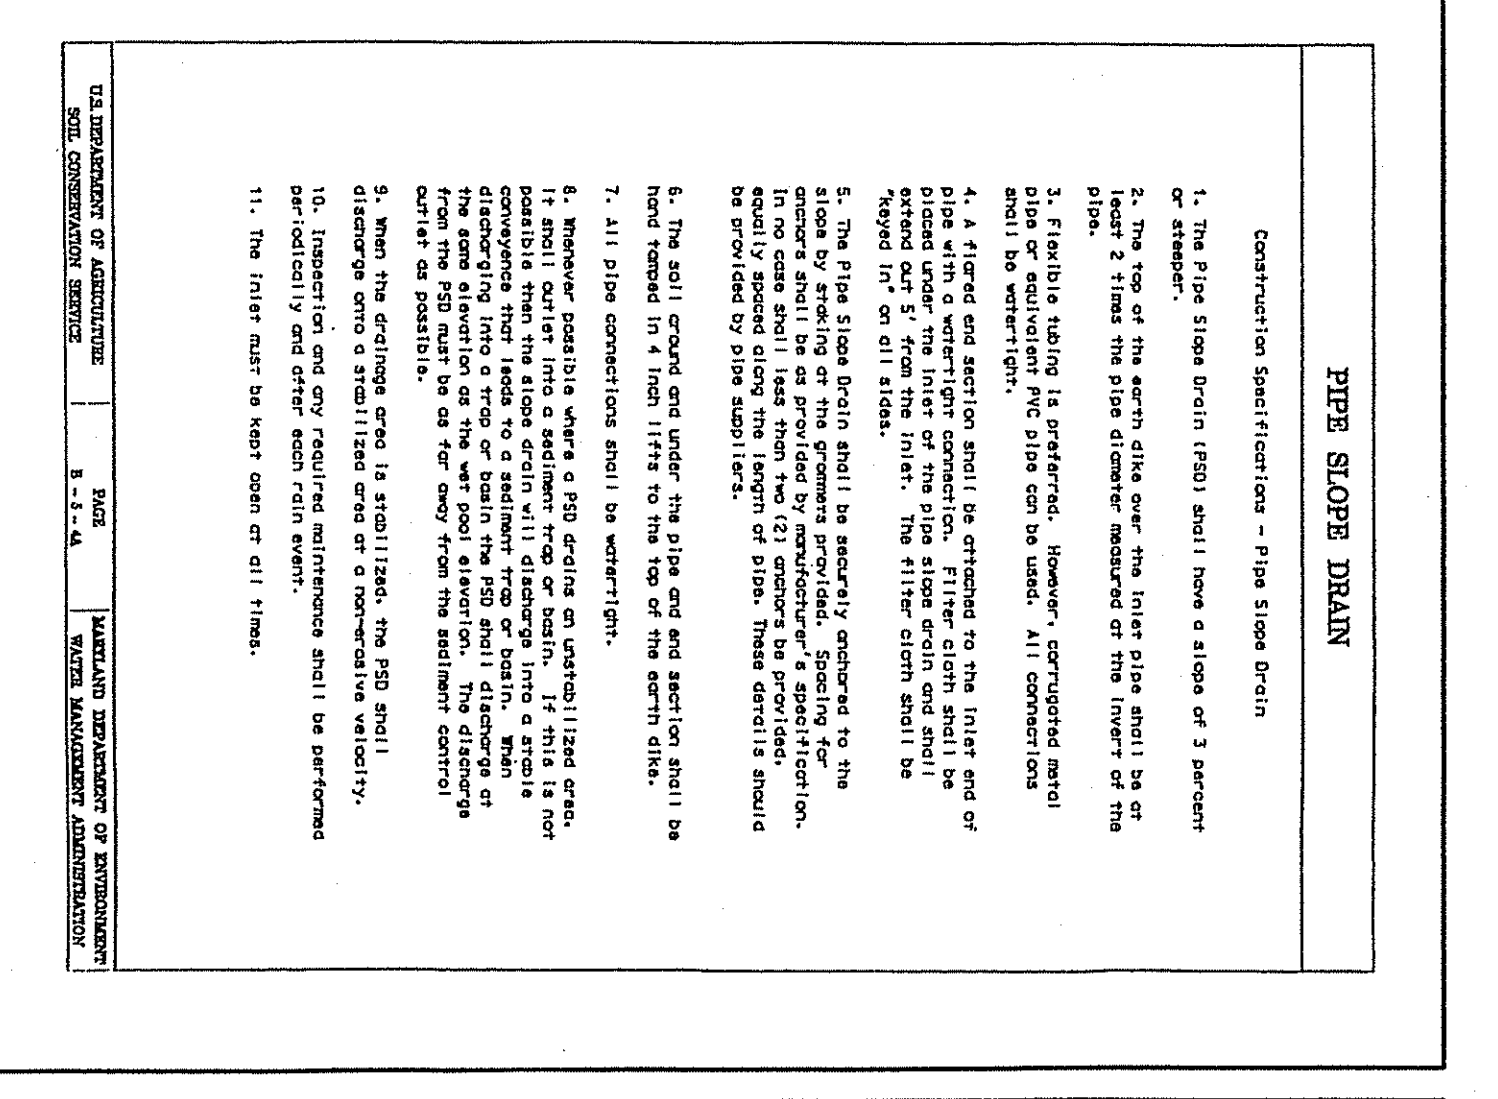 PIPE SLOPE DRAIN
Construction Specifications - Pipe Slope Drain
1. The Pipe Slope Drain (PSD) shall have a slope of 3 percent
or steeper.
2. The top of the earth dike over the inlet pipe shall be at
least 2 times the pipe diameter measured at the invert of the
pipe.
3. Flexible tubing is preferred. However, corrugated metal
pipe or equivalent PVC pipe can be used. All connections
shall be watertight.
4. A flared end section shall be attached to the inlet end of
pipe with a watertight connection. Filter cloth shall be
placed under the inlet of the pipe slope drain and shall
extend out 5' from the inlet. The filter cloth shall be
"keyed in" on all sides.
5. The Pipe Slope Drain shall be securely anchored to the
slope by staking at the grommets provided. Spacing for
anchors shall be as provided by manufacturer's specification.
In no case shall less than two (2) anchors be provided,
equally spaced along the length of pipe. These details should
be provided by pipe suppliers.
6. The soil around and under the pipe and end section shall be
hand tamped in 4 inch lifts to the top of the earth dike.
7. All pipe connections shall be watertight.
8. Whenever possible where a PSD drains an unstabilized area,
it shall outlet into a sediment trap or basin. If this is not
possible then the slope drain will discharge into a stable
conveyence that leads to a sediment trap or basin. When
discharging into a trap or basin the PSD shall discharge at
the same elevation as the wet pool elevation. The discharge
from the PSD must be as far away from the sediment control
outlet as possible.
9. When the drainage area is stabilized, the PSD shall
discharge onto a stabilized area at a non-erosive velocity.
10. Inspection and any required maintenance shall be performed
periodically and after each rain event.
11. The inlet must be kept open at all times.
U.S. DEPARTMENT OF AGRICULTURE
SOIL CONSERVATION SERVICE
PAGE
B - 5 - 4A
MARYLAND DEPARTMENT OF ENVIRONMENT
WATER MANAGEMENT ADMINISTRATION